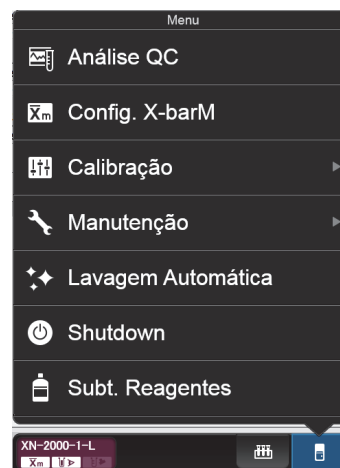 Menu
Análise QC
X̅m Config. X-barM
Calibração
Manutenção
Lavagem Automática
Shutdown
Subt. Reagentes
XN-2000-1-L
X̅m